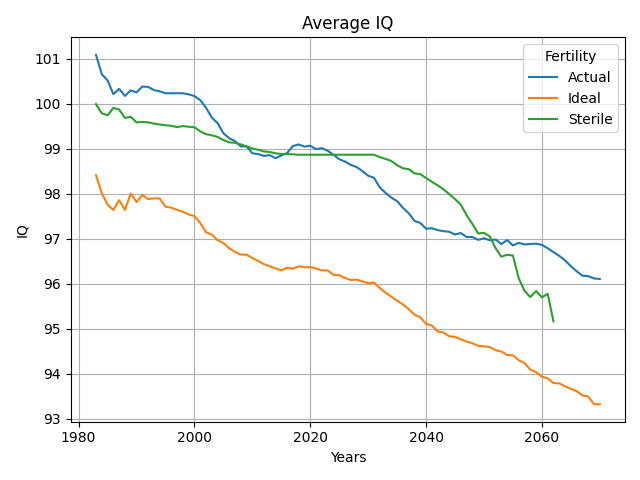 Average IQ
Fertility
Actual
Ideal
Sterile
IQ
101
100
99
98
97
96
95
94
93
1980
2000
2020
2040
2060
Years